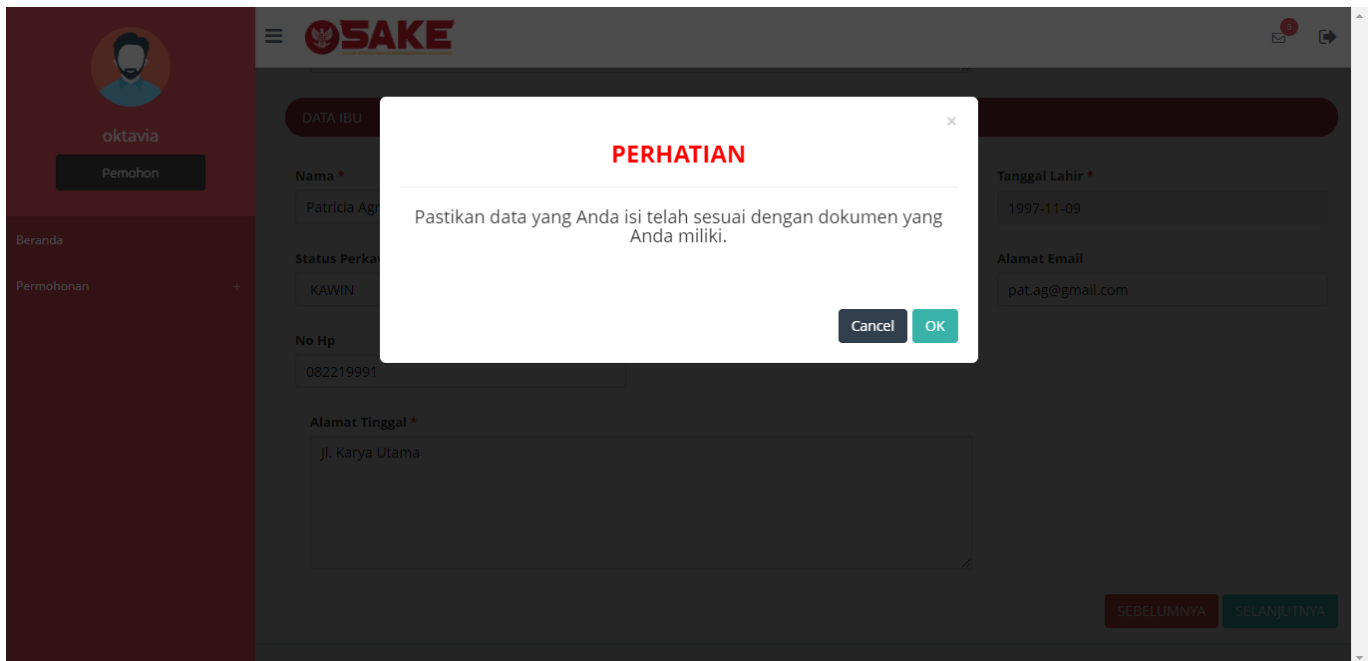 SAKE
0
oktavia
Pemohon
Beranda
Permohonan +
DATA IBU
PERHATIAN
×
Pastikan data yang Anda isi telah sesuai dengan dokumen yang
Anda miliki.
Cancel OK
Nama * Tanggal Lahir *
Patricia 1997-11-09
Status Alamat Email
KAWIN pat.ag@gmail.com
No Hp
082219991
Alamat Tinggal *
Jl. Karya Utama
SEBELUMNYA SELANJUTNYA